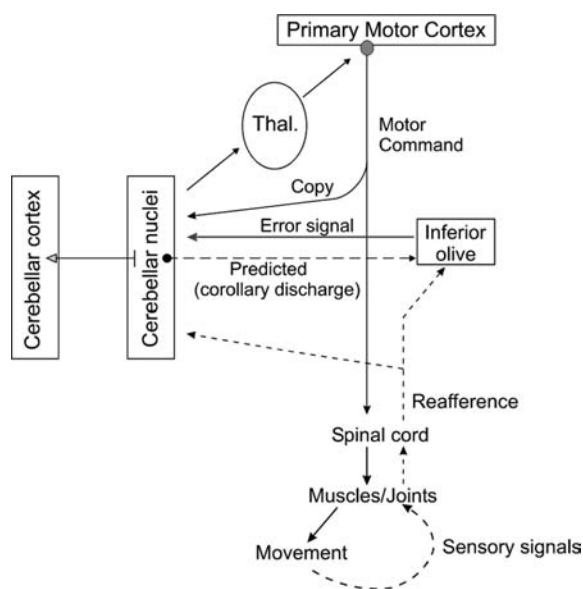 Primary Motor Cortex
Thal.
Motor
Command
Copy
Error signal
Inferior
olive
Predicted
(corollary discharge)
Cerebellar cortex
Cerebellar nuclei
Reafference
Spinal cord
Muscles/Joints
Movement
Sensory signals